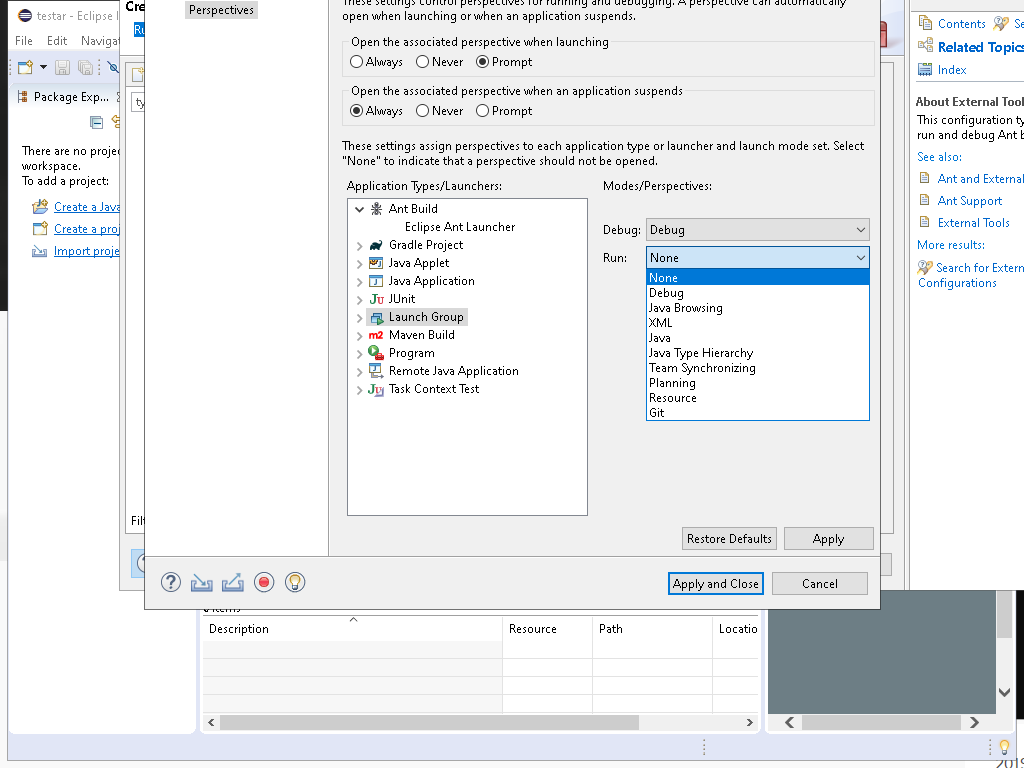 testar - Eclipse I
File Edit Navigat
Package Exp...
There are no proje
workspace.
To add a project:
Create a Java
Create a proj
Import proje
Cre
Ru
ty
Filt
Perspectives
These settings control perspectives for running and debugging. A perspective can automatically
open when launching or when an application suspends.
Open the associated perspective when launching
Always Never Prompt
Open the associated perspective when an application suspends
Always Never Prompt
These settings assign perspectives to each application type or launcher and launch mode set. Select
"None" to indicate that a perspective should not be opened.
Application Types/Launchers:
Ant Build
Eclipse Ant Launcher
Gradle Project
Java Applet
Java Application
JUnit
Launch Group
Maven Build
Program
Remote Java Application
Task Context Test
Modes/Perspectives:
Debug: Debug
Run: None
None
Debug
Java Browsing
XML
Java
Java Type Hierarchy
Team Synchronizing
Planning
Resource
Git
Restore Defaults Apply
Apply and Close Cancel
Contents Se
Related Topics
Index
About External Tool
This configuration ty
run and debug Ant b
See also:
Ant and External
Ant Support
External Tools
More results:
Search for Extern
Configurations
items
Description Resource Path Locatio
2019